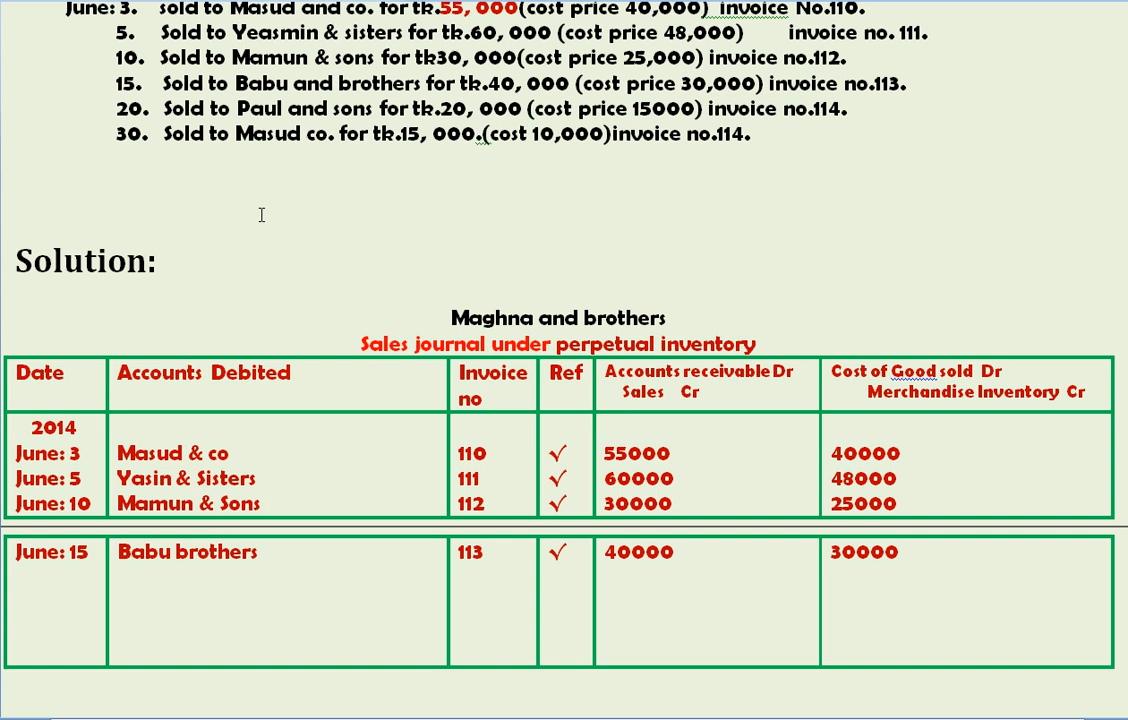 June: 3. sold to Masud and co. for tk.55, 000(cost price 40,000) invoice No.110.
5. Sold to Yeasmin & sisters for tk.60, 000 (cost price 48,000) invoice no. 111.
10. Sold to Mamun & sons for tk30, 000(cost price 25,000) invoice no.112.
15. Sold to Babu and brothers for tk.40, 000 (cost price 30,000) invoice no.113.
20. Sold to Paul and sons for tk.20, 000 (cost price 15000) invoice no.114.
30. Sold to Masud co. for tk.15, 000.(cost 10,000)invoice no.114.
Solution:
Maghna and brothers
Sales journal under perpetual inventory
Date Accounts Debited Invoice no Ref Accounts receivable Dr Sales Cr Cost of Good sold Dr Merchandise Inventory Cr
2014
June: 3 Masud & co 110 √ 55000 40000
June: 5 Yasin & Sisters 111 √ 60000 48000
June: 10 Mamun & Sons 112 √ 30000 25000
June: 15 Babu brothers 113 √ 40000 30000